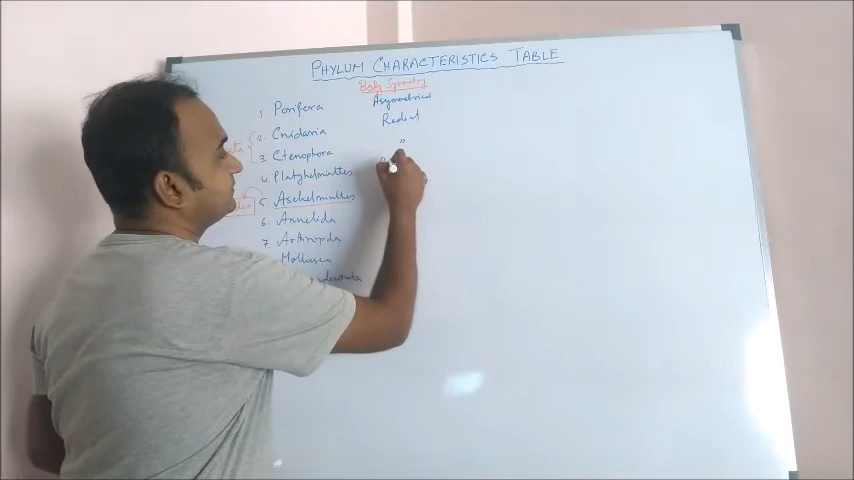 PHYLUM CHARACTERISTICS TABLE
Body Symmetry
1 Porifera Asymmetrical
2. Cnidaria Radial
3 Ctenophora "
4. Platyhelminthes
5. Aschelminthes
6. Annelida
7. Arthropoda
Mollusca